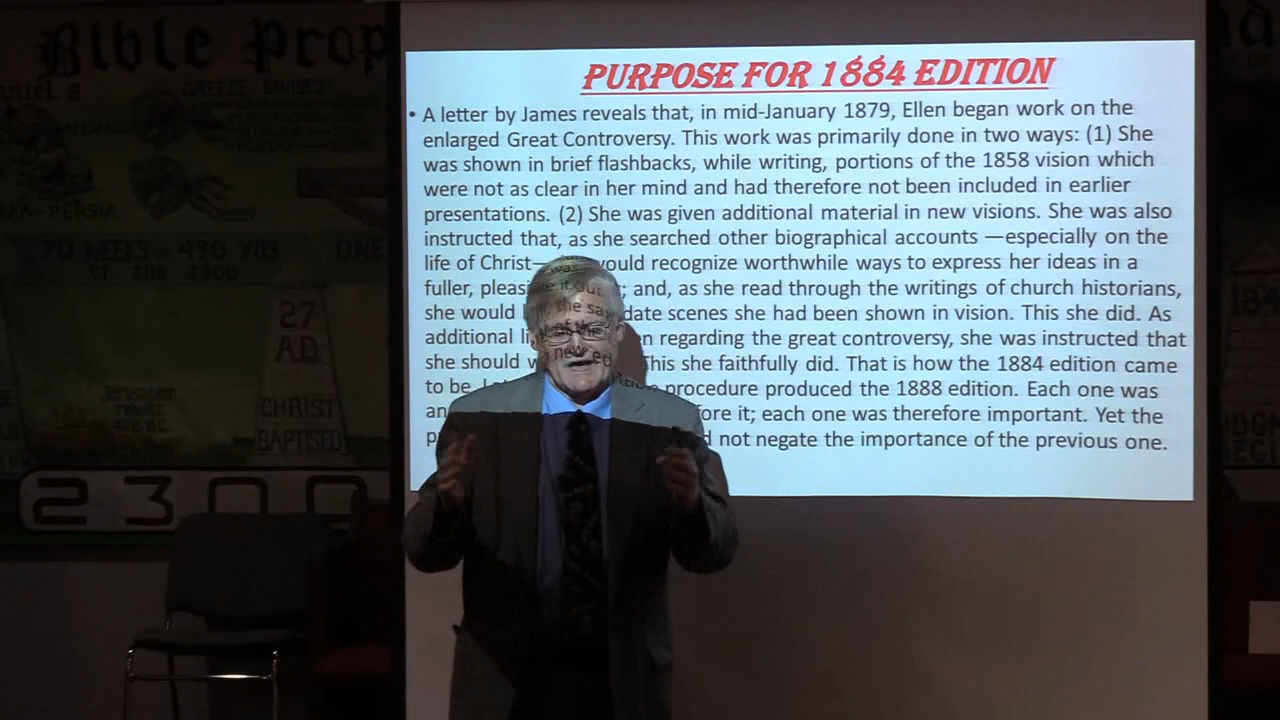 Bible Prop
GREECE DIVIDES
PERSIA
70 WEEKS OF 490 YRS
of the 2300
ONE
27
AD
CHRIST
BAPTISED
2300
PURPOSE FOR 1884 EDITION
• A letter by James reveals that, in mid-January 1879, Ellen began work on the
enlarged Great Controversy. This work was primarily done in two ways: (1) She
was shown in brief flashbacks, while writing, portions of the 1858 vision which
were not as clear in her mind and had therefore not been included in earlier
presentations. (2) She was given additional material in new visions. She was also
instructed that, as she searched other biographical accounts —especially on the
life of Christ— would recognize worthwhile ways to express her ideas in a
fuller, and, as she read through the writings of church historians,
she would date scenes she had been shown in vision. This she did. As
additional regarding the great controversy, she was instructed that
she should This she faithfully did. That is how the 1884 edition came
to be. procedure produced the 1888 edition. Each one was
an it; each one was therefore important. Yet the
not negate the importance of the previous one.